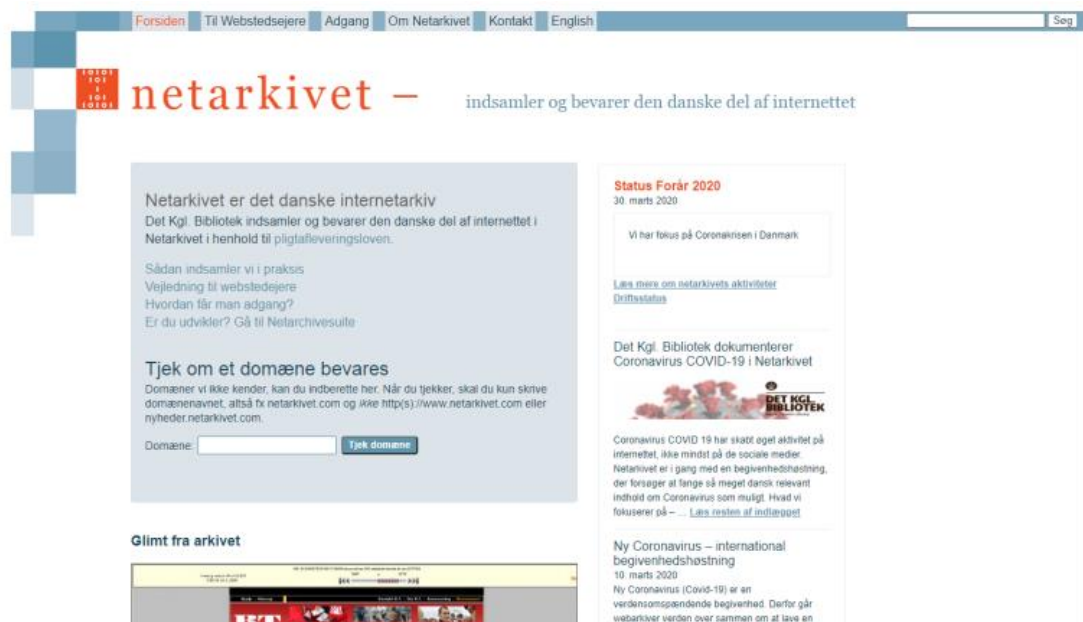 Forsiden Til Webstedsejere Adgang Om Netarkivet Kontakt English
Søg
netarkivet –
indsamler og bevarer den danske del af internettet
Netarkivet er det danske internetarkiv
Det Kgl. Bibliotek indsamler og bevarer den danske del af internettet i
Netarkivet i henhold til pligtafleveringsloven.
Sådan indsamler vi i praksis
Vejledning til webstedejere
Hvordan får man adgang?
Er du udvikler? Gå til Netarchivesuite
Tjek om et domæne bevares
Domæner vi ikke kender, kan du indberette her. Når du tjekker, skal du kun skrive
domænenavnet, altså fx netarkivet.com og ikke http(s)://www.netarkivet.com eller
nyheder.netarkivet.com.
Domæne:
Tjek domæne
Glimt fra arkivet
BT
Status Forår 2020
30. marts 2020
Vi har fokus på Coronakrisen i Danmark
Læs mere om netarkivets aktiviteter
Driftsstatus
Det Kgl. Bibliotek dokumenterer
Coronavirus COVID-19 i Netarkivet
DET KGL.
BIBLIOTEK
Coronavirus COVID 19 har skabt øget aktivitet på
internettet, ikke mindst på de sociale medier.
Netarkivet er i gang med en begivenhedshøstning,
der forsøger at fange så meget dansk relevant
indhold om Coronavirus som muligt. Hvad vi
fokuserer på – … Læs resten af indlægget
Ny Coronavirus – international
begivenhedshøstning
10. marts 2020
Ny Coronavirus (Covid-19) er en
verdensomspændende begivenhed. Derfor går
webarkiver verden over sammen om at lave en